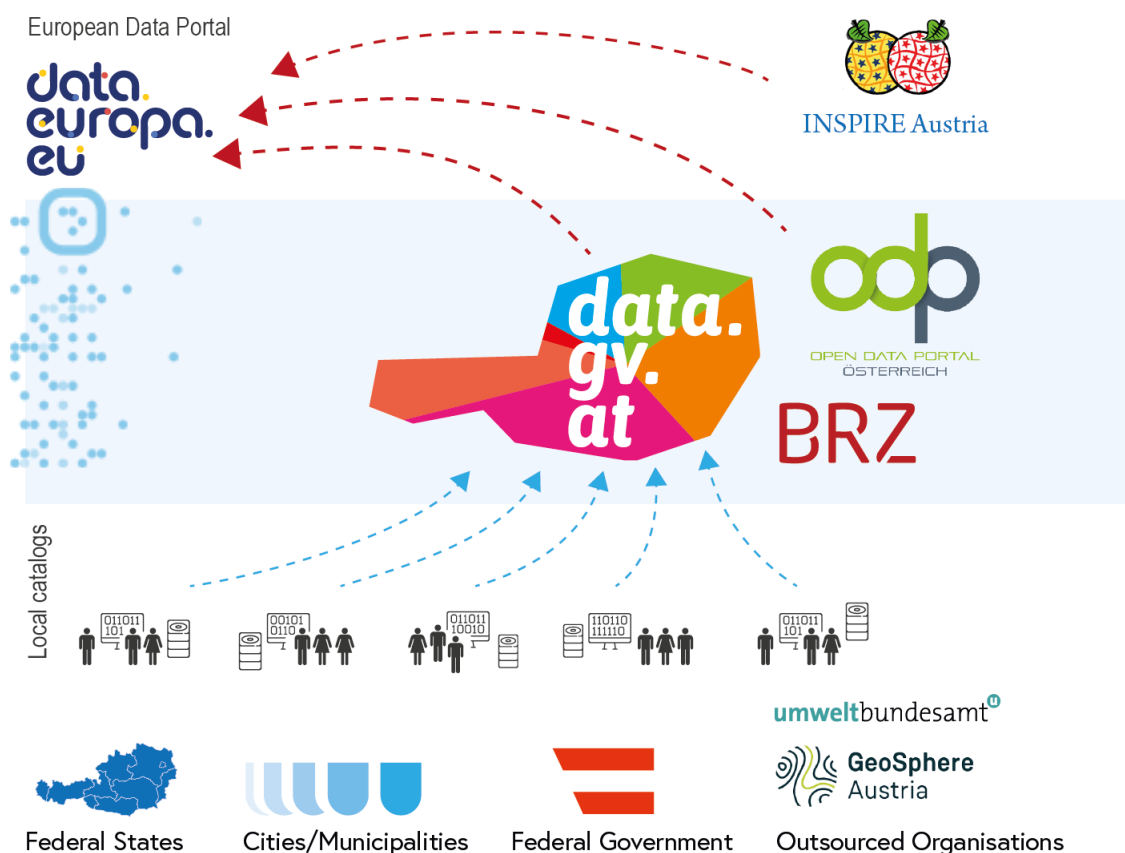 European Data Portal
data.
europa.
eu
INSPIRE Austria
data.
gv.
at
odp
OPEN DATA PORTAL
ÖSTERREICH
BRZ
Local catalogs
011011
101
00101
0110
011011
10010
110110
111110
011011
101
umweltbundesamt u
GeoSphere
Austria
Federal States
Cities/Municipalities
Federal Government
Outsourced Organisations